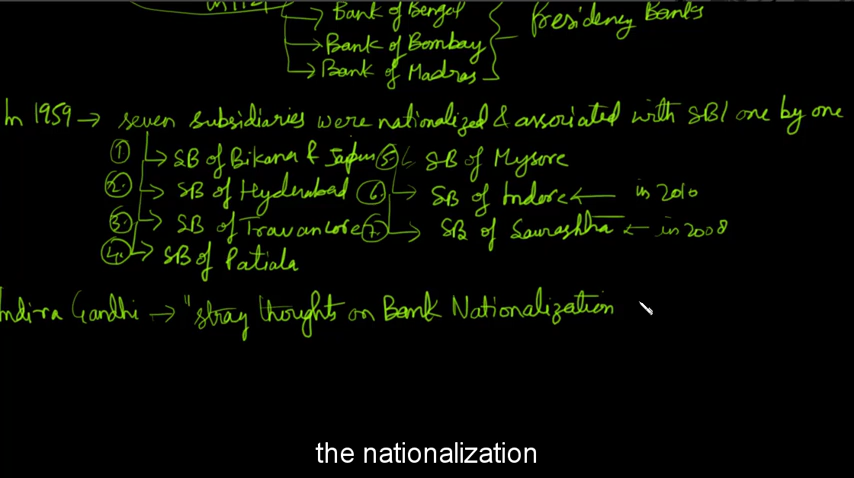 Bank of Bengal
Bank of Bombay
Bank of Madras
Presidency Banks
In 1959 → seven subsidiaries were nationalized & associated with SBI one by one
① → SB of Bikana & Jaipur ⑤ → SB of Mysore
②. → SB of Hyderabad ⑥ → SB of Indore ← in 2010
③. → SB of Travancore ⑦. → SB of Saurashtra ← in 2008
④. → SB of Patiala
Indira Gandhi → "stray thoughts on Bank Nationalization
the nationalization